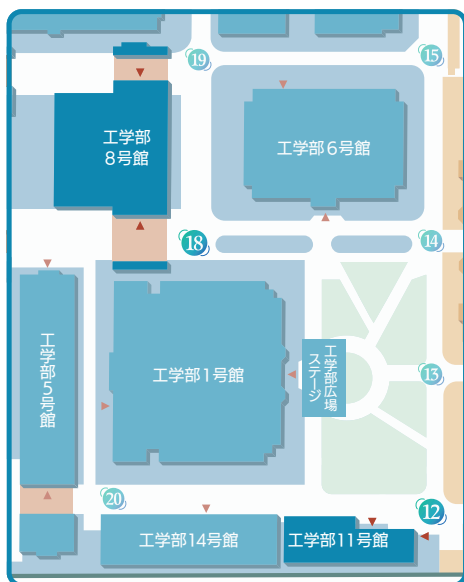 19
15
工学部
8号館
工学部6号館
18
14
工学部5号館
工学部1号館
工学部広場
ステージ
13
20
12
工学部14号館
工学部11号館